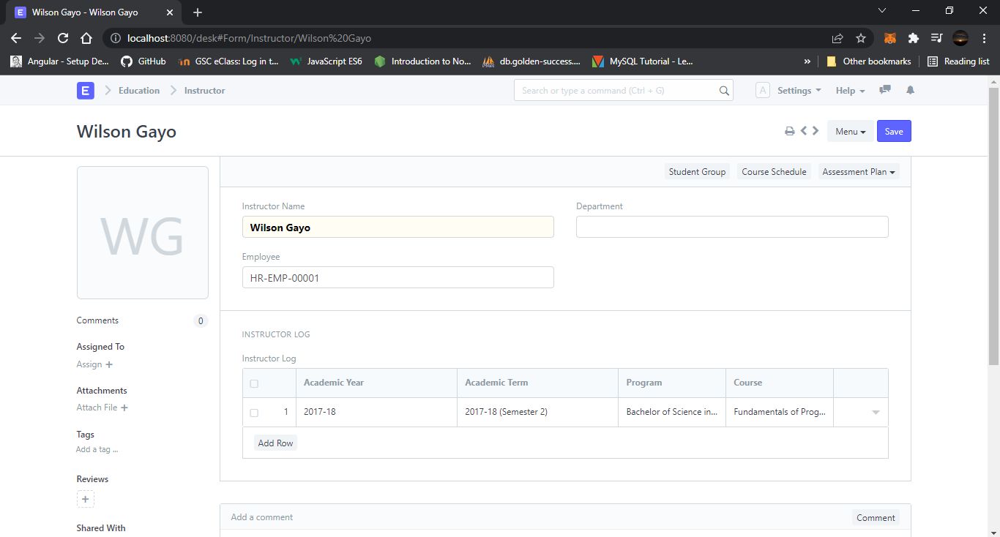 Wilson Gayo - Wilson Gayo
localhost:8080/desk#Form/Instructor/Wilson%20Gayo
Angular - Setup De... GitHub GSC eClass: Log in t... JavaScript ES6 Introduction to No... db.golden-success.... MySQL Tutorial - Le... » Other bookmarks Reading list
E Education Instructor Search or type a command (Ctrl + G) A Settings Help
Wilson Gayo Menu Save
Student Group Course Schedule Assessment Plan
WG
Instructor Name Department
Wilson Gayo
Employee
HR-EMP-00001
Comments 0
Assigned To
Assign +
Attachments
Attach File +
Tags
Add a tag ...
Reviews
+
Shared With
INSTRUCTOR LOG
Instructor Log
Academic Year Academic Term Program Course
1 2017-18 2017-18 (Semester 2) Bachelor of Science in... Fundamentals of Prog...
Add Row
Add a comment Comment